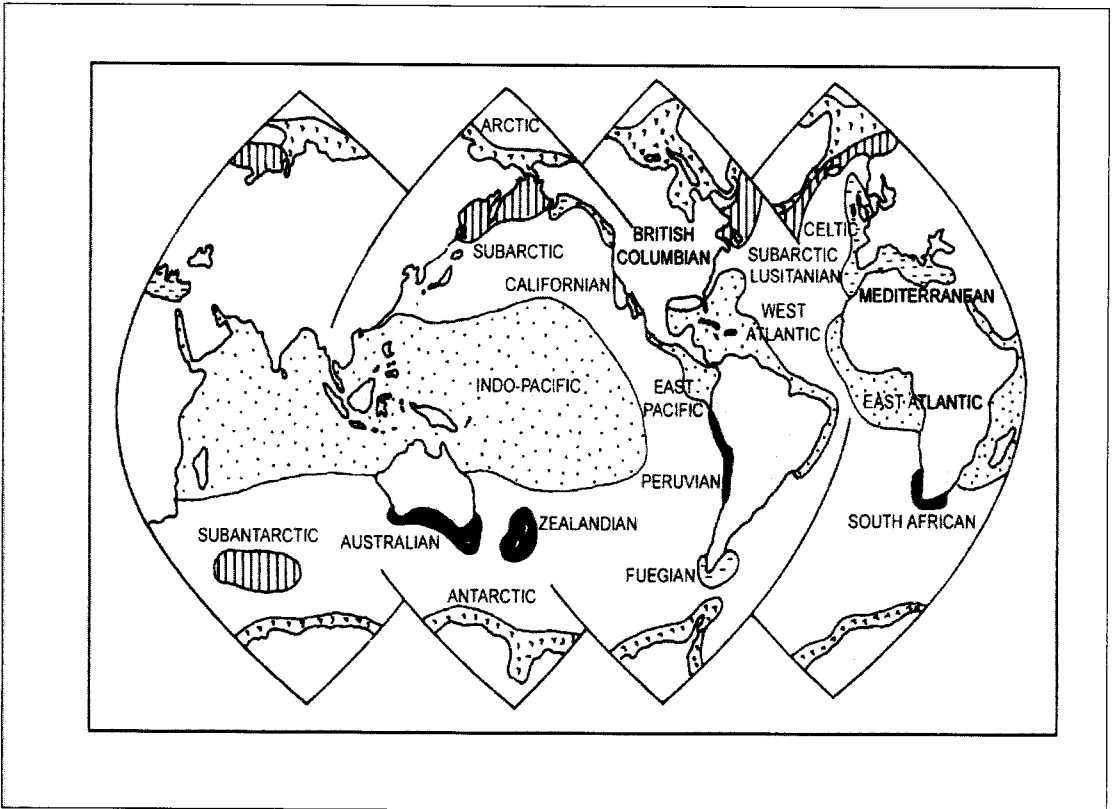 ARCTIC
BRITISH
COLUMBIAN
SUBARCTIC
CALIFORNIAN
CELTIC
SUBARCTIC
LUSITANIAN
MEDITERRANEAN
WEST
ATLANTIC
INDO-PACIFIC
EAST
PACIFIC
EAST ATLANTIC
PERUVIAN
SOUTH AFRICAN
SUBANTARCTIC
AUSTRALIAN
ZEALANDIAN
FUEGIAN
ANTARCTIC